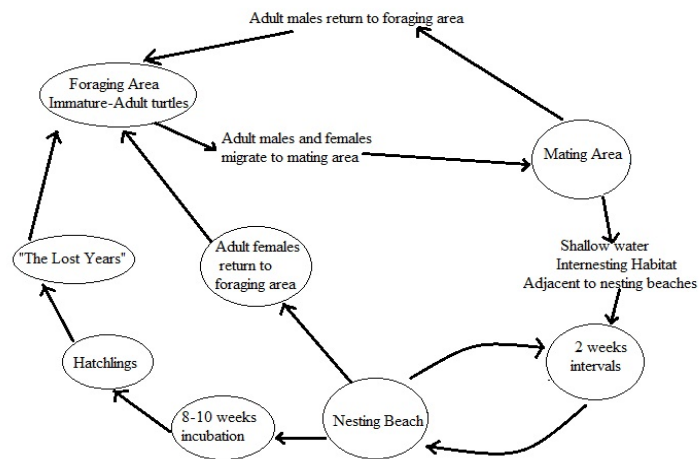 Adult males return to foraging area
Foraging Area
Immature-Adult turtles
Adult males and females
migrate to mating area
Mating Area
Shallow water
Internesting Habitat
Adjacent to nesting beaches
"The Lost Years"
Adult females
return to
foraging area
2 weeks
intervals
Hatchlings
8-10 weeks
incubation
Nesting Beach